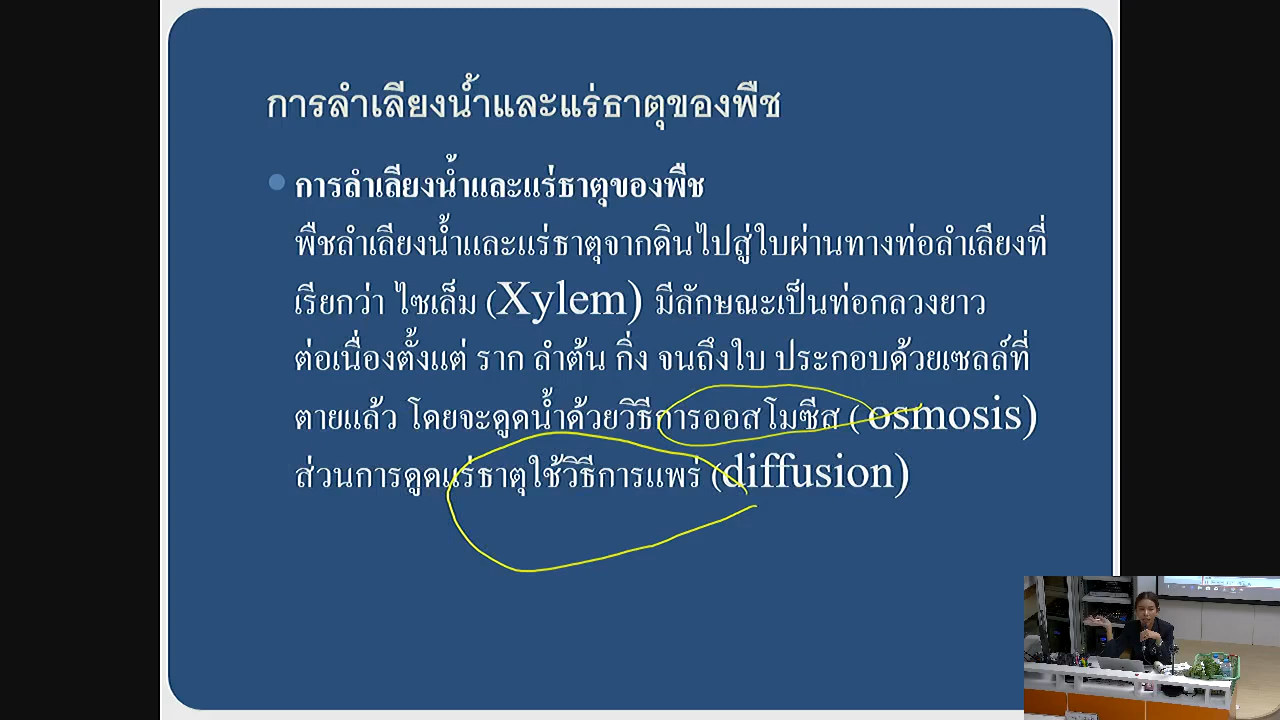 การลำเลียงน้ำและแร่ธาตุของพืช
การลำเลียงน้ำและแร่ธาตุของพืช
พืชลำเลียงน้ำและแร่ธาตุจากดินไปสู่ใบผ่านทางท่อลำเลียงที่
เรียกว่า ไซเล็ม (Xylem) มีลักษณะเป็นท่อกลวงยาว
ต่อเนื่องตั้งแต่ ราก ลำต้น กิ่ง จนถึงใบ ประกอบด้วยเซลล์ที่
ตายแล้ว โดยจะดูดน้ำด้วยวิธีการออสโมซีส (osmosis)
ส่วนการดูดแร่ธาตุใช้วิธีการแพร่ (diffusion)